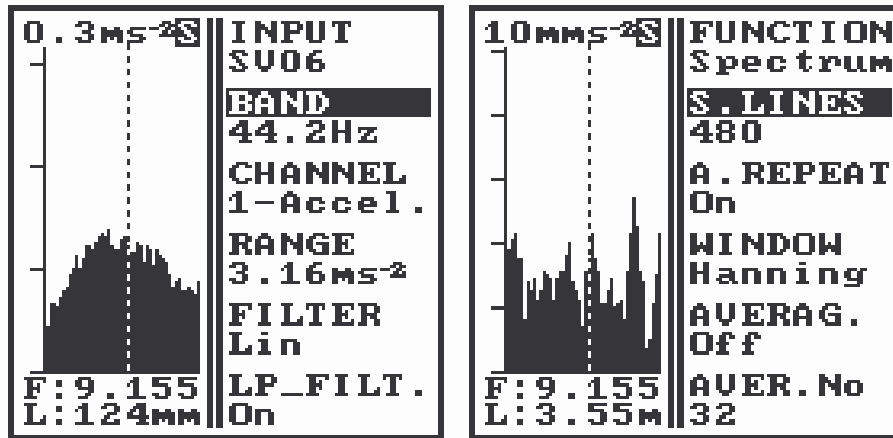 0.3ms⁻²S
INPUT
SV06
BAND
44.2Hz
CHANNEL
1-Accel.
RANGE
3.16ms⁻²
FILTER
Lin
LP_FILT.
On
F:9.155
L:124mm
10mms⁻²S
FUNCTION
Spectrum
S.LINES
480
A.REPEAT
On
WINDOW
Hanning
AVERAG.
Off
AVER.No
32
F:9.155
L:3.55m